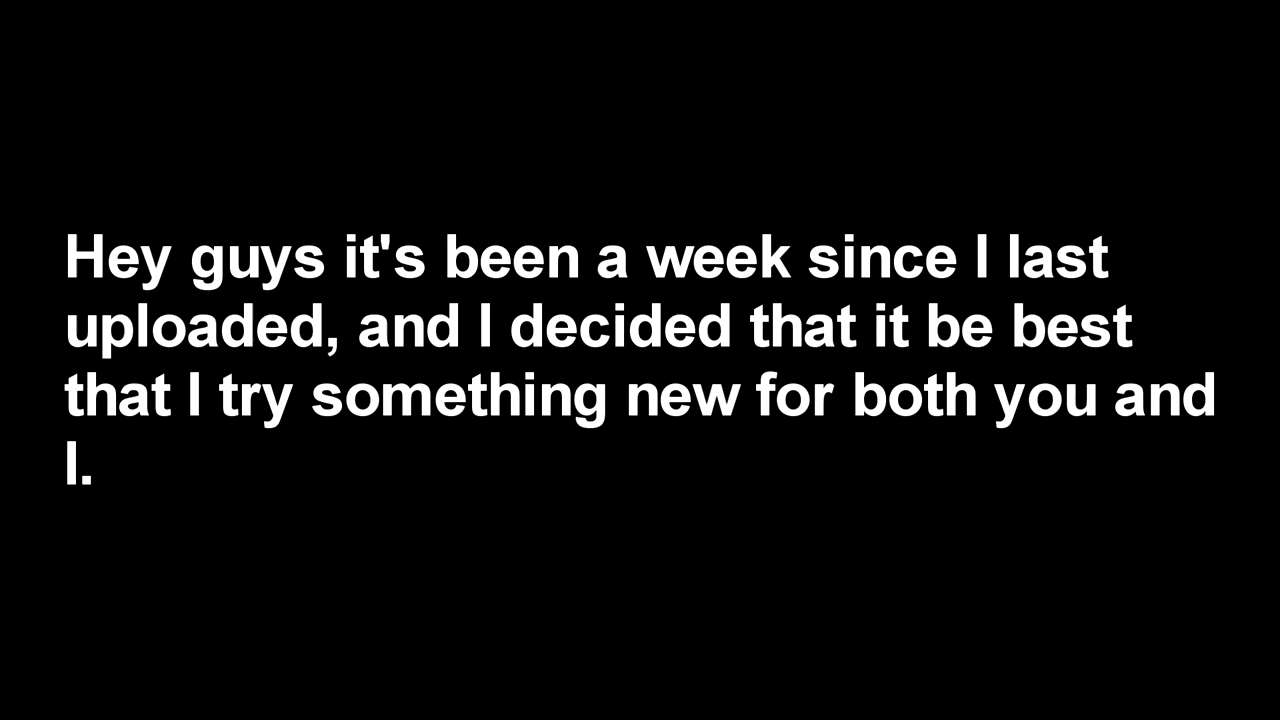 Hey guys it's been a week since I last
uploaded, and I decided that it be best
that I try something new for both you and
I.